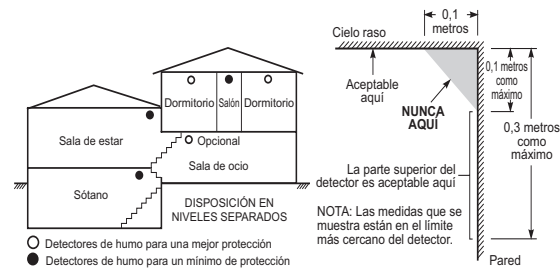 Dormitorio
Salón
Dormitorio
Sala de estar
Opcional
Sala de ocio
Sótano
DISPOSICIÓN EN
NIVELES SEPARADOS
Detectores de humo para una mejor protección
Detectores de humo para un mínimo de protección
0,1
metros
Cielo raso
Aceptable
aquí
NUNCA
AQUÍ
0,1 metros
como
máximo
0,3 metros
como
máximo
La parte superior del
detector es aceptable aquí
NOTA: Las medidas que se
muestra están en el límite
más cercano del detector.
Pared